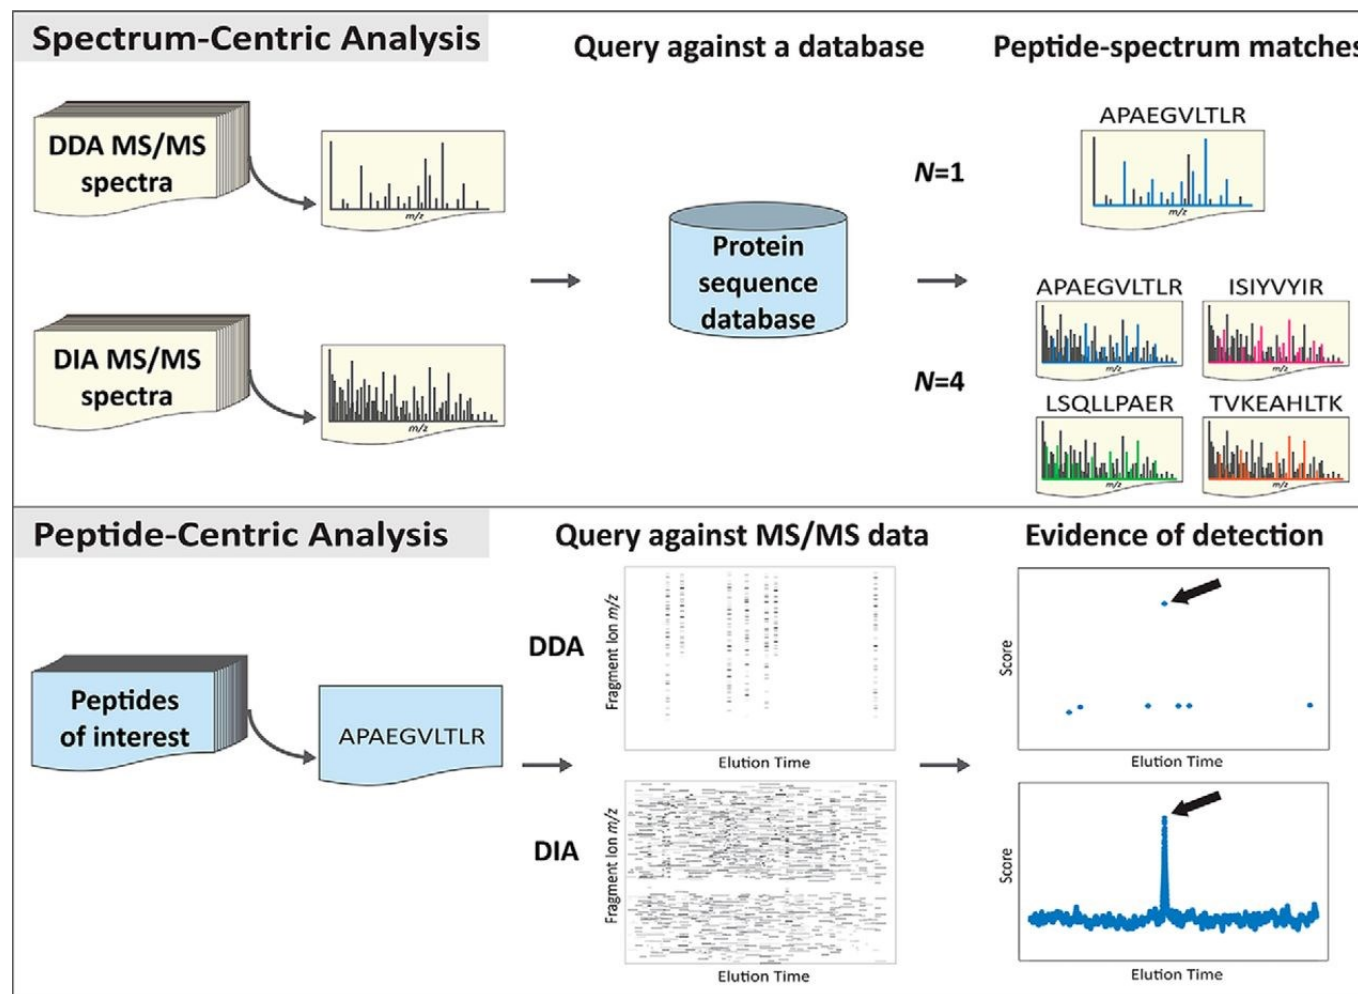 Spectrum-Centric Analysis
Query against a database
Peptide-spectrum matches
DDA MS/MS
spectra
m/z
N=1
APAEGVLTLR
m/z
Protein
sequence
database
DIA MS/MS
spectra
m/z
N=4
APAEGVLTLR
ISIYVYIR
m/z
m/z
LSQLLPAER
TVKEAHLTK
m/z
m/z
Peptide-Centric Analysis
Query against MS/MS data
Evidence of detection
Peptides
of interest
APAEGVLTLR
DDA
Fragment Ion m/z
Elution Time
Score
Elution Time
DIA
Fragment Ion m/z
Elution Time
Score
Elution Time